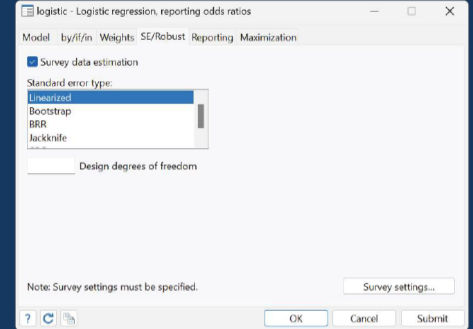 logistic - Logistic regression, reporting odds ratios
Model by/if/in Weights SE/Robust Reporting Maximization
Survey data estimation
Standard error type:
Linearized
Bootstrap
BRR
Jackknife
Design degrees of freedom
Note: Survey settings must be specified.
Survey settings...
? OK Cancel Submit